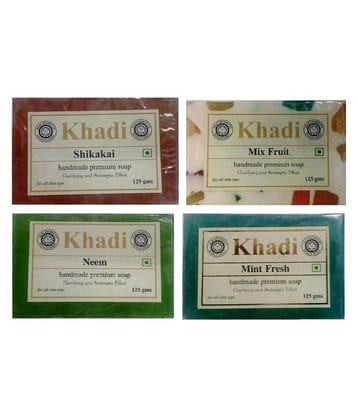 Khadi
Shikakai
handmade premium soap
Clarifying and Antiseptic Effect
for all skin type
125 gms
Khadi
Mix Fruit
handmade premium soap
Clarifying and Antiseptic Effect
for all skin type
125 gms
Khadi
Neem
handmade premium soap
Clarifying and Antiseptic Effect
for all skin type
125 gms
Khadi
Mint Fresh
handmade premium soap
Clarifying and Antiseptic Effect
for all skin type
125 gms